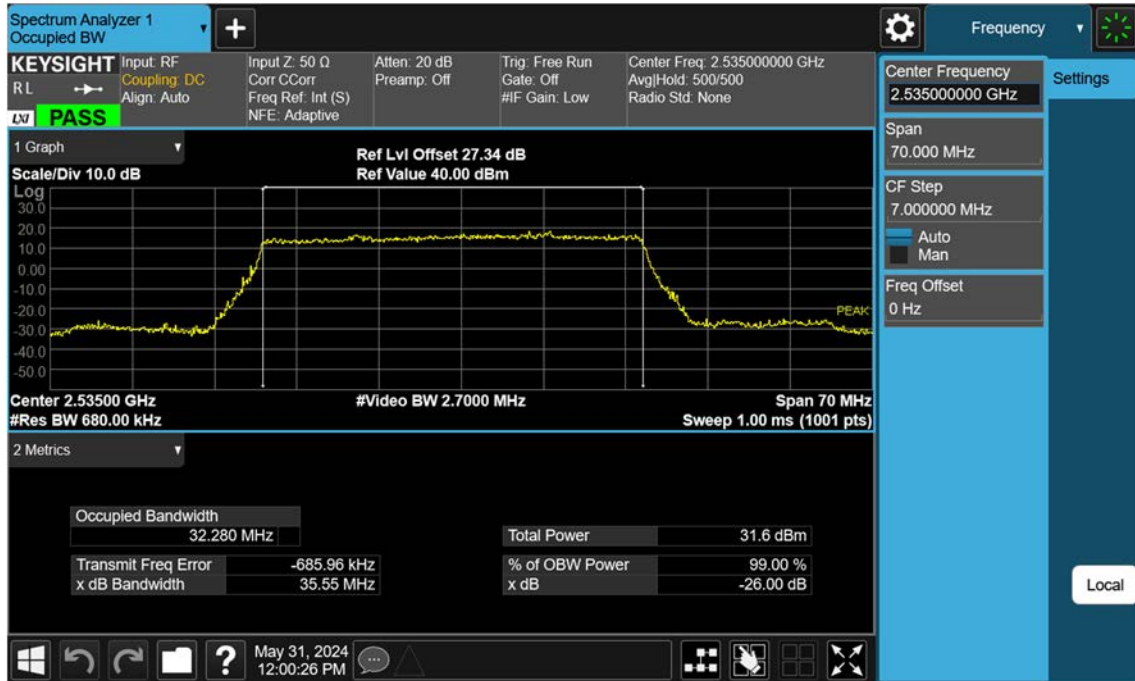 Spectrum Analyzer 1
Occupied BW
+
Frequency
KEYSIGHT
R L
LXI PASS
Input: RF
Coupling: DC
Align: Auto
Input Z: 50 Ω
Corr CCorr
Freq Ref: Int (S)
NFE: Adaptive
Atten: 20 dB
Preamp: Off
Trig: Free Run
Gate: Off
#IF Gain: Low
Center Freq: 2.535000000 GHz
Avg|Hold: 500/500
Radio Std: None
Center Frequency
2.535000000 GHz
Settings
Span
70.000 MHz
CF Step
7.000000 MHz
Auto
Man
Freq Offset
0 Hz
Local
1 Graph
Scale/Div 10.0 dB
Ref Lvl Offset 27.34 dB
Ref Value 40.00 dBm
Log
30.0
20.0
10.0
0.00
-10.0
-20.0
-30.0
-40.0
-50.0
PEAK
Center 2.53500 GHz
#Video BW 2.7000 MHz
Span 70 MHz
#Res BW 680.00 kHz
Sweep 1.00 ms (1001 pts)
2 Metrics
Occupied Bandwidth
32.280 MHz
Total Power 31.6 dBm
Transmit Freq Error -685.96 kHz
% of OBW Power 99.00 %
x dB Bandwidth 35.55 MHz
x dB -26.00 dB
?
May 31, 2024
12:00:26 PM